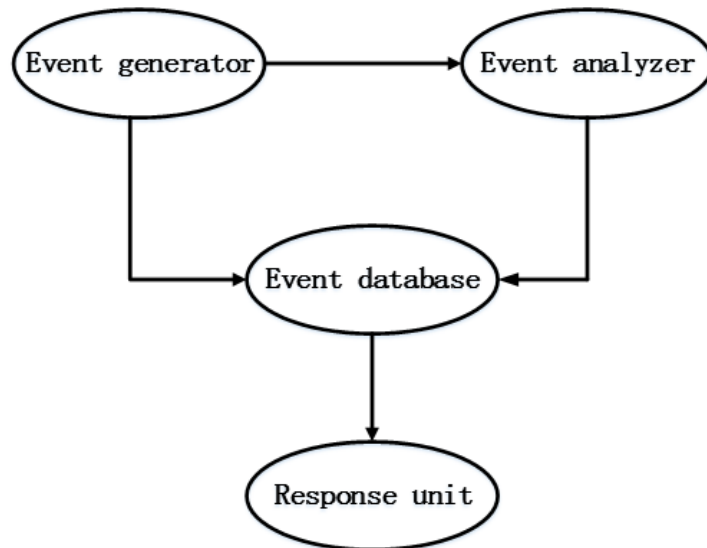 Event generator
Event analyzer
Event database
Response unit